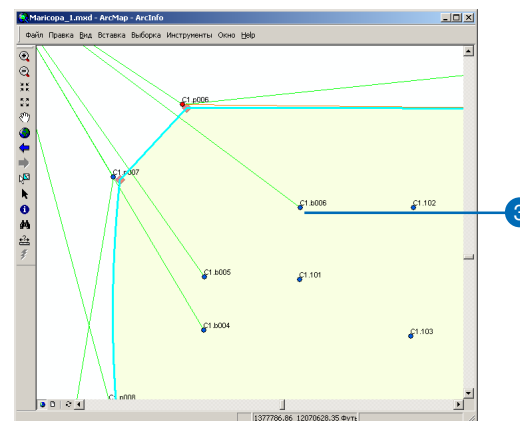 Maricopa_1.mxd - ArcMap - ArcInfo
Файл Правка Вид Вставка Выборка Инструменты Окно Help
C1.p006
C1.p007
C1.b006
C1.102
C1.b005
C1.101
C1.b004
C1.103
C1.p008
1377786.86 12070628.35 Футы
3